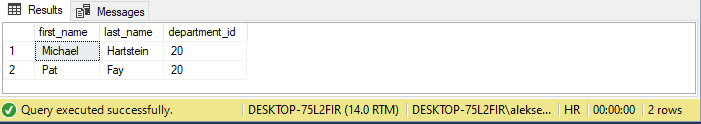 Results Messages
first_name last_name department_id
1 Michael Hartstein 20
2 Pat Fay 20
Query executed successfully. DESKTOP-75L2FIR (14.0 RTM) DESKTOP-75L2FIR\alekse... HR 00:00:00 2 rows